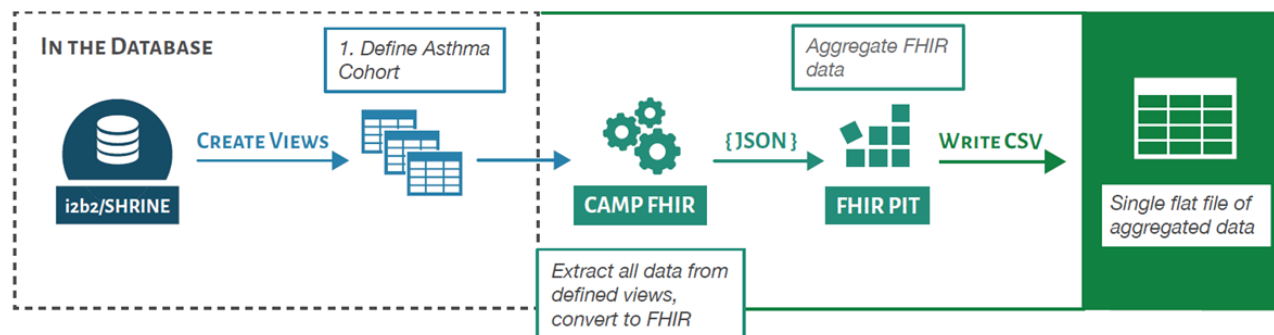 IN THE DATABASE
1. Define Asthma
Cohort
i2b2/SHRINE
CREATE VIEWS
CAMP FHIR
Extract all data from
defined views,
convert to FHIR
{ JSON }
Aggregate FHIR
data
FHIR PIT
WRITE CSV
Single flat file of
aggregated data